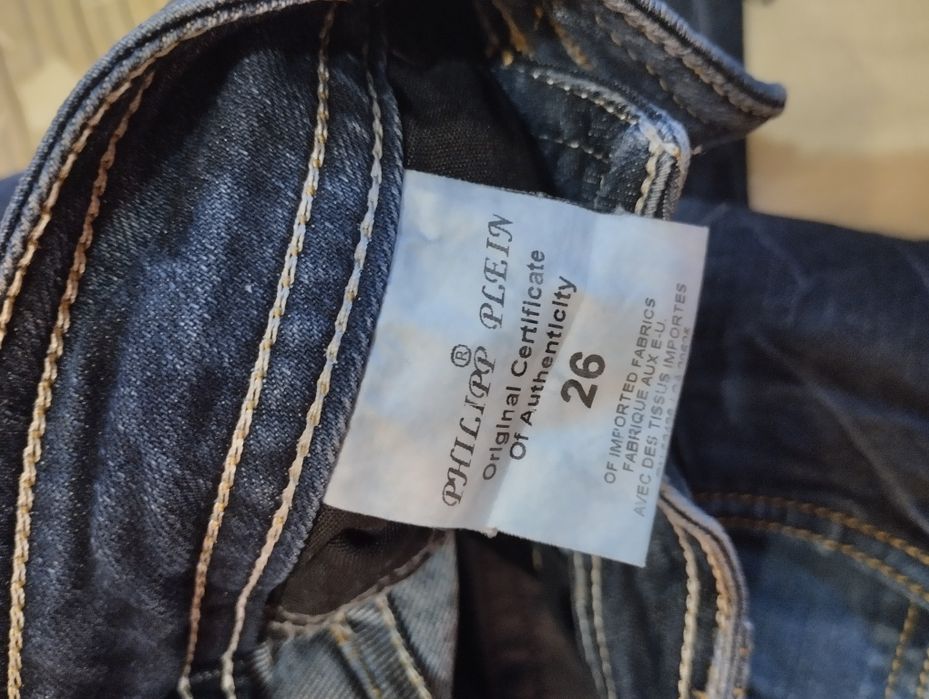 PHILIPP® PLEIN
Original Certificate
Of Authenticity
26
OF IMPORTED FABRICS
FABRIQUE AUX E-U.
AVEC DES TISSUS IMPORTES